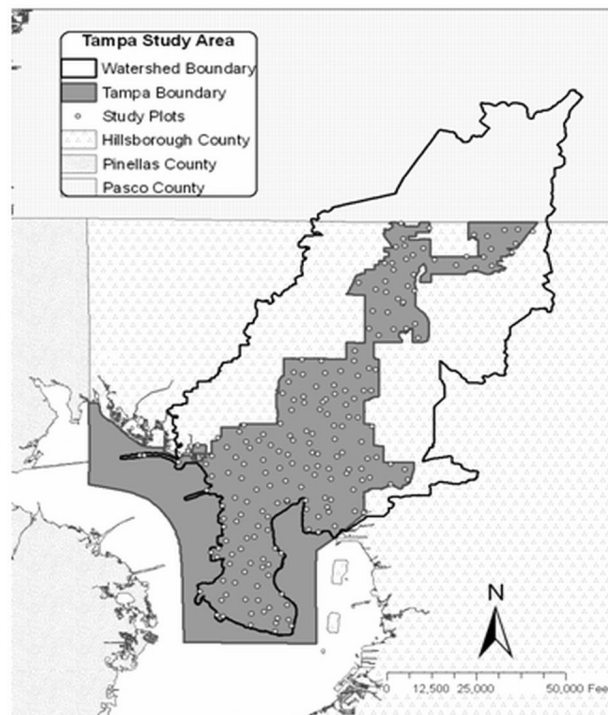 Tampa Study Area
Watershed Boundary
Tampa Boundary
Study Plots
Hillsborough County
Pinellas County
Pasco County
N
0 12,500 25,000 50,000 Fee